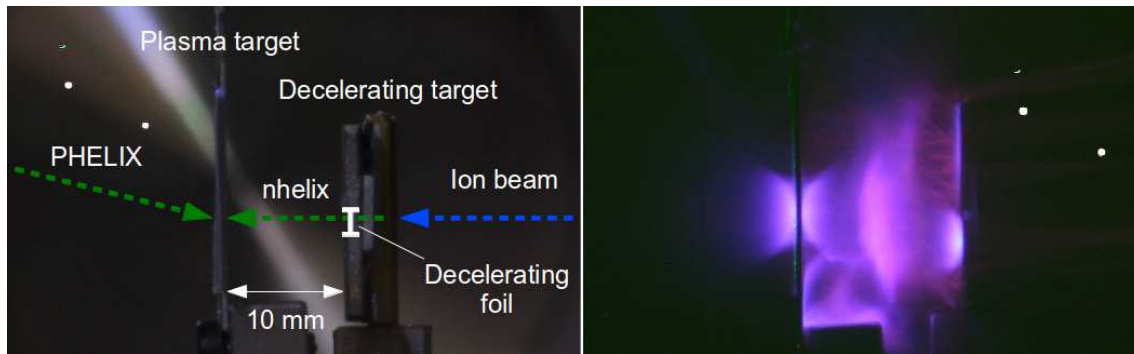 Plasma target
Decelerating target
PHELIX
nhelix
Ion beam
Decelerating
foil
10 mm